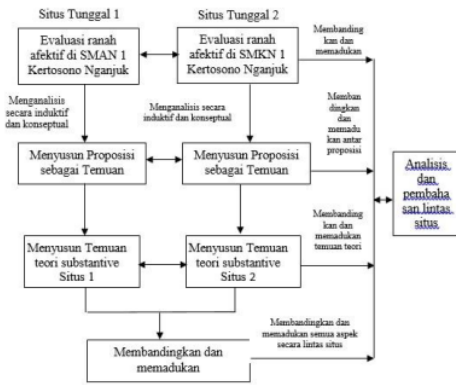 Situs Tunggal 1
Situs Tunggal 2
Evaluasi ranah
afektif di SMAN 1
Kertosono Nganjuk
Evaluasi ranah
afektif di SMKN 1
Kertosono Nganjuk
Membanding
kan dan
memadukan
Menganalisis secara
induktif dan konseptual
Menganalisis secara
induktif dan konseptual
Memban
dingkan
dan
memadu
kan antar
proposisi
Menyusun Proposisi
sebagai Temuan
Menyusun Proposisi
sebagai Temuan
Analisis
dan
pembaha
san lintas
situs
Membanding
kan dan
memadukan
temuan teori
Menyusun Temuan
teori substantive
Situs 1
Menyusun Temuan
teori substantive
Situs 2
Membandingkan dan
memadukan semua aspek
secara lintas situs
Membandingkan dan
memadukan